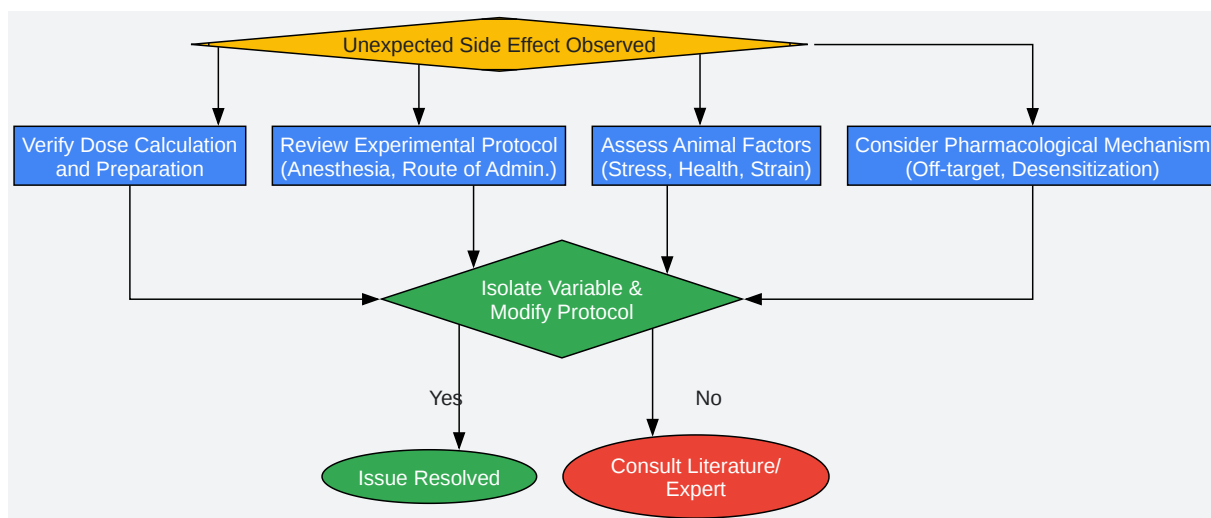 Unexpected Side Effect Observed
Verify Dose Calculation
and Preparation
Review Experimental Protocol
(Anesthesia, Route of Admin.)
Assess Animal Factors
(Stress, Health, Strain)
Consider Pharmacological Mechanism
(Off-target, Desensitization)
Isolate Variable &
Modify Protocol
Yes
No
Issue Resolved
Consult Literature/
Expert